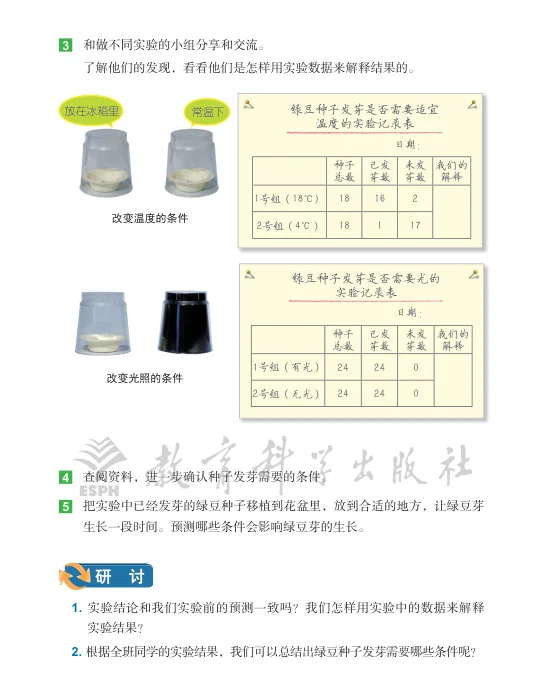 3 和做不同实验的小组分享和交流。
了解他们的发现，看看他们是怎样用实验数据来解释结果的。
放在冰箱里 常温下
改变温度的条件
绿豆种子发芽是否需要适宜
温度的实验记录表
日期：
种子总数 已发芽数 未发芽数 我们的解释
1号组（18℃） 18 16 2
2号组（4℃） 18 1 17
改变光照的条件
绿豆种子发芽是否需要光的
实验记录表
日期：
种子总数 已发芽数 未发芽数 我们的解释
1号组（有光） 24 24 0
2号组（无光） 24 24 0
教育科学出版社
ESPH
4 查阅资料，进一步确认种子发芽需要的条件。
5 把实验中已经发芽的绿豆种子移植到花盆里，放到合适的地方，让绿豆芽
生长一段时间。预测哪些条件会影响绿豆芽的生长。
研 讨
1. 实验结论和我们实验前的预测一致吗？我们怎样用实验中的数据来解释
实验结果？
2. 根据全班同学的实验结果，我们可以总结出绿豆种子发芽需要哪些条件呢？